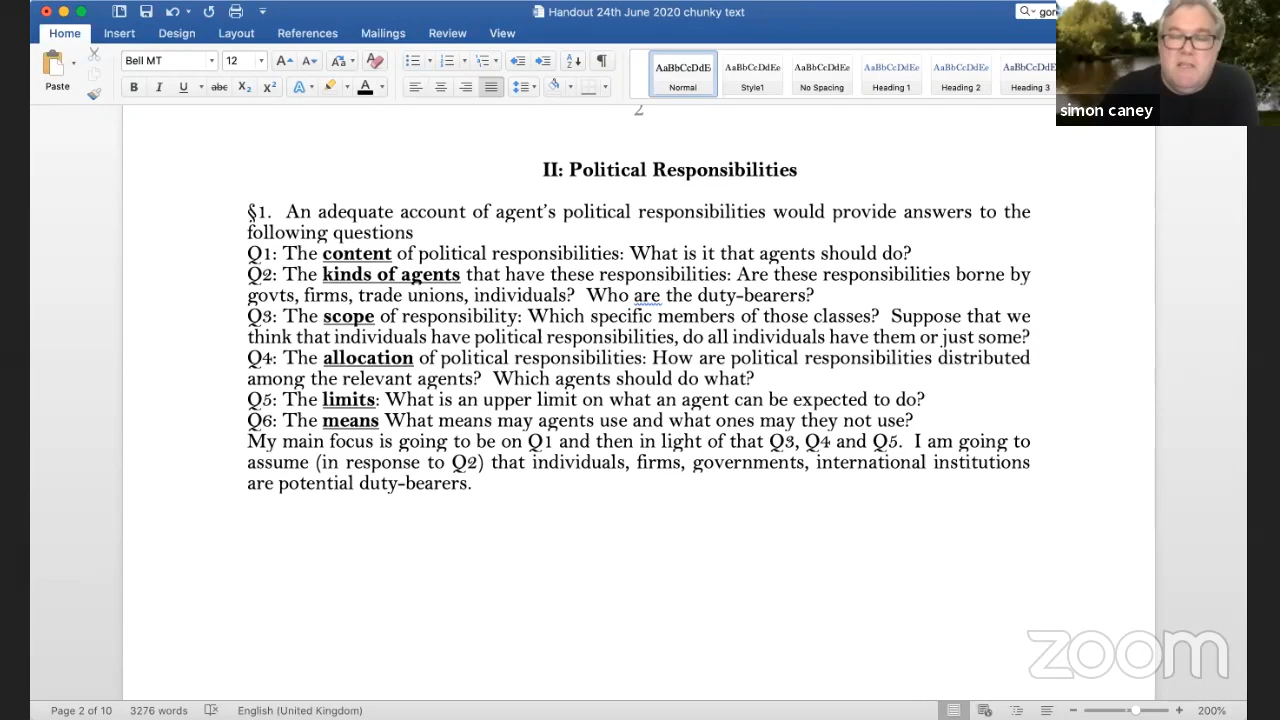 Handout 24th June 2020 chunky text
gor
Home Insert Design Layout References Mailings Review View
Paste
Bell MT 12
AaBbCcDdE AaBbCcDdEe AaBbCcDdEe AaBbCcDdEe AaBbCcDdEe AaBbCcDdEe
Normal Style1 No Spacing Heading 1 Heading 2 Heading 3
simon caney
2
II: Political Responsibilities
§1. An adequate account of agent's political responsibilities would provide answers to the
following questions
Q1: The content of political responsibilities: What is it that agents should do?
Q2: The kinds of agents that have these responsibilities: Are these responsibilities borne by
govts, firms, trade unions, individuals? Who are the duty-bearers?
Q3: The scope of responsibility: Which specific members of those classes? Suppose that we
think that individuals have political responsibilities, do all individuals have them or just some?
Q4: The allocation of political responsibilities: How are political responsibilities distributed
among the relevant agents? Which agents should do what?
Q5: The limits: What is an upper limit on what an agent can be expected to do?
Q6: The means What means may agents use and what ones may they not use?
My main focus is going to be on Q1 and then in light of that Q3, Q4 and Q5. I am going to
assume (in response to Q2) that individuals, firms, governments, international institutions
are potential duty-bearers.
zoom
Page 2 of 10 3276 words English (United Kingdom) 200%